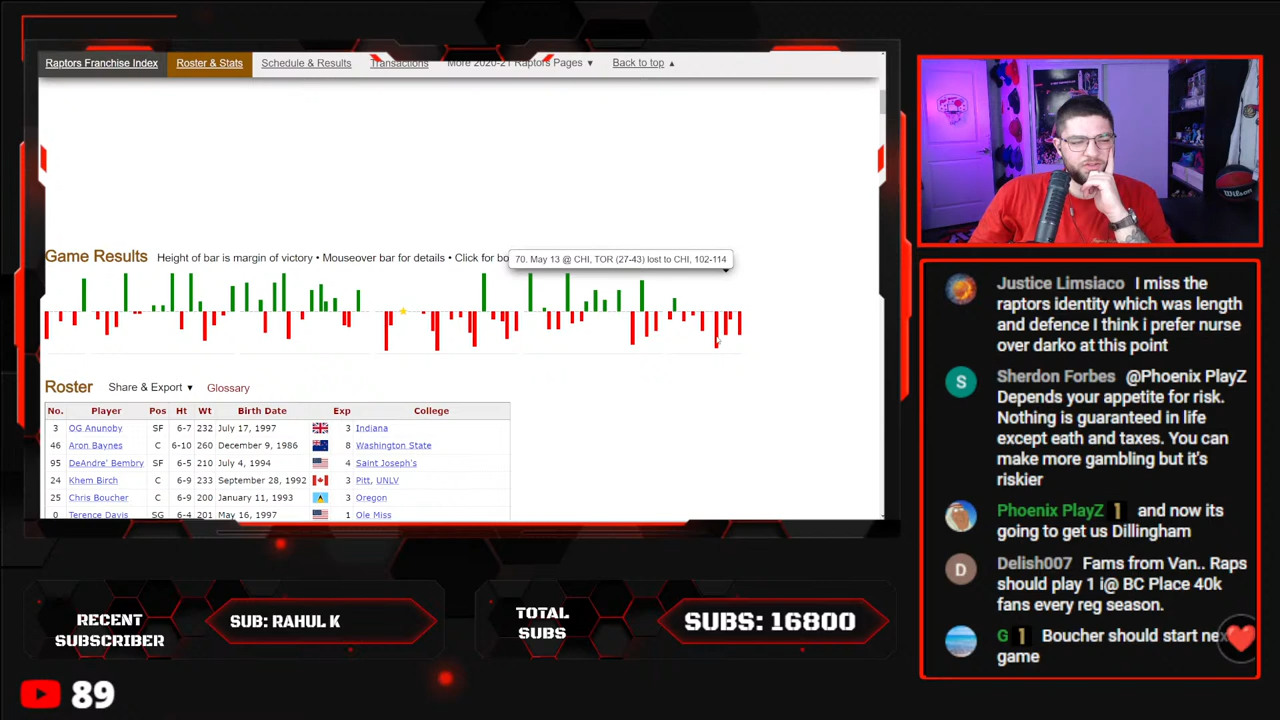 Raptors Franchise Index Roster & Stats Schedule & Results Transactions More 2020-21 Raptors Pages ▼ Back to top ▲
Game Results Height of bar is margin of victory • Mouseover bar for details • Click for bo
70. May 13 @ CHI, TOR (27-43) lost to CHI, 102-114
Roster Share & Export ▼ Glossary
No. Player Pos Ht Wt Birth Date Exp College
3 OG Anunoby SF 6-7 232 July 17, 1997 3 Indiana
46 Aron Baynes C 6-10 260 December 9, 1986 8 Washington State
95 DeAndre' Bembry SF 6-5 210 July 4, 1994 4 Saint Joseph's
24 Khem Birch C 6-9 233 September 28, 1992 3 Pitt, UNLV
25 Chris Boucher C 6-9 200 January 11, 1993 3 Oregon
0 Terence Davis SG 6-4 201 May 16, 1997 1 Ole Miss
Wilson
Justice Limsiaco I miss the
raptors identity which was length
and defence I think i prefer nurse
over darko at this point
S Sherdon Forbes @Phoenix PlayZ
Depends your appetite for risk.
Nothing is guaranteed in life
except eath and taxes. You can
make more gambling but it's
riskier
Phoenix PlayZ 1 and now its
going to get us Dillingham
D Delish007 Fams from Van.. Raps
should play 1 i@ BC Place 40k
fans every reg season.
G 1 Boucher should start nex
game
RECENT
SUBSCRIBER
SUB: RAHUL K
TOTAL
SUBS
SUBS: 16800
89